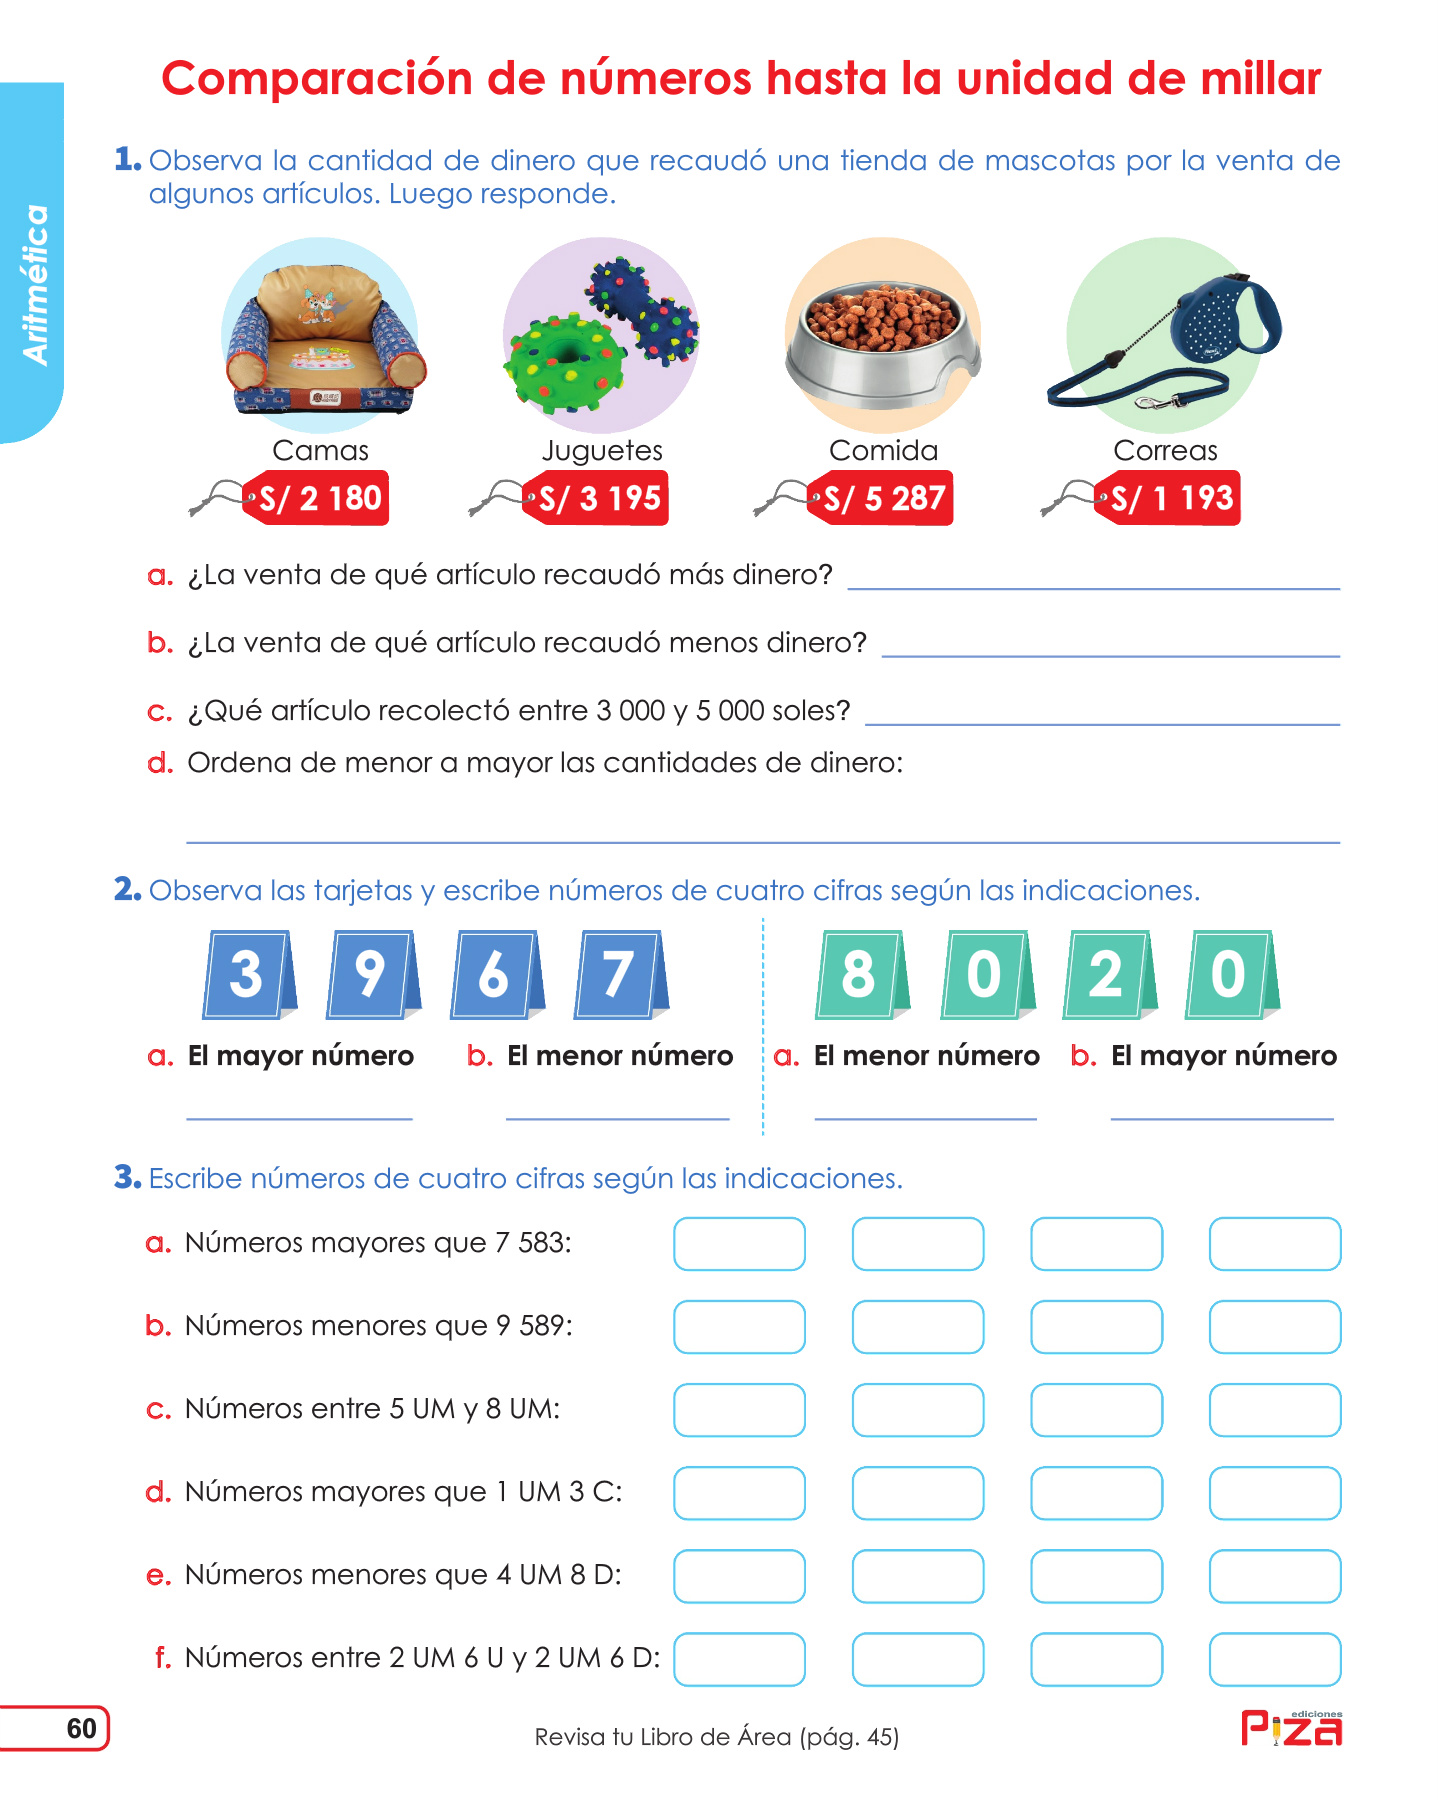 Comparación de números hasta la unidad de millar
Aritmética
1. Observa la cantidad de dinero que recaudó una tienda de mascotas por la venta de
algunos artículos. Luego responde.
Camas Juguetes Comida Correas
S/ 2 180 S/ 3 195 S/ 5 287 S/ 1 193
a. ¿La venta de qué artículo recaudó más dinero?
b. ¿La venta de qué artículo recaudó menos dinero?
c. ¿Qué artículo recolectó entre 3 000 y 5 000 soles?
d. Ordena de menor a mayor las cantidades de dinero:
2. Observa las tarjetas y escribe números de cuatro cifras según las indicaciones.
3 9 6 7 8 0 2 0
a. El mayor número b. El menor número a. El menor número b. El mayor número
3. Escribe números de cuatro cifras según las indicaciones.
a. Números mayores que 7 583:
b. Números menores que 9 589:
c. Números entre 5 UM y 8 UM:
d. Números mayores que 1 UM 3 C:
e. Números menores que 4 UM 8 D:
f. Números entre 2 UM 6 U y 2 UM 6 D:
60
Revisa tu Libro de Área (pág. 45)
ediciones
Piza